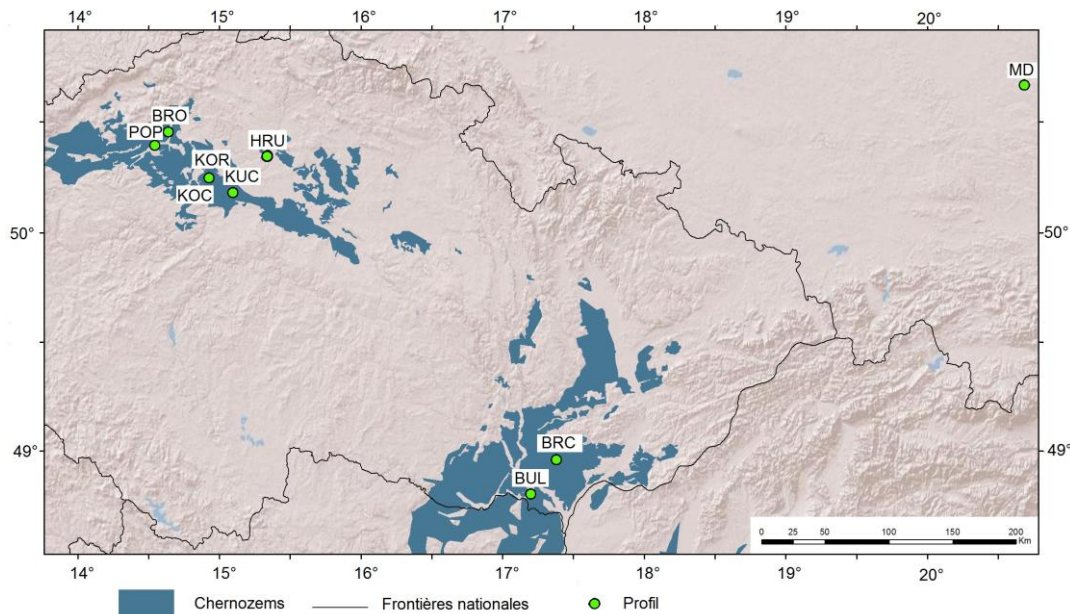 14° 15° 16° 17° 18° 19° 20°
MD
BRO
POP
HRU
KOR
KUC
KOC
50° 50°
BRC
49° 49°
BUL
0 25 50 100 150 200
Km
14° 15° 16° 17° 18° 19° 20°
Chernozems Frontières nationales Profil